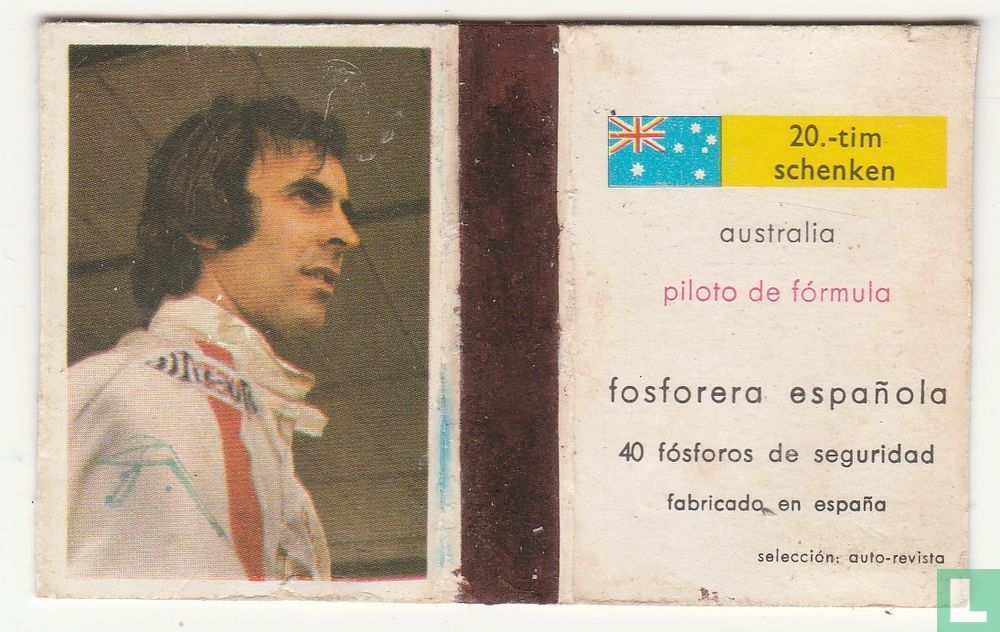 20.-tim
schenken
australia
piloto de fórmula
fosforera española
40 fósforos de seguridad
fabricado en españa
selección: auto-revista
L